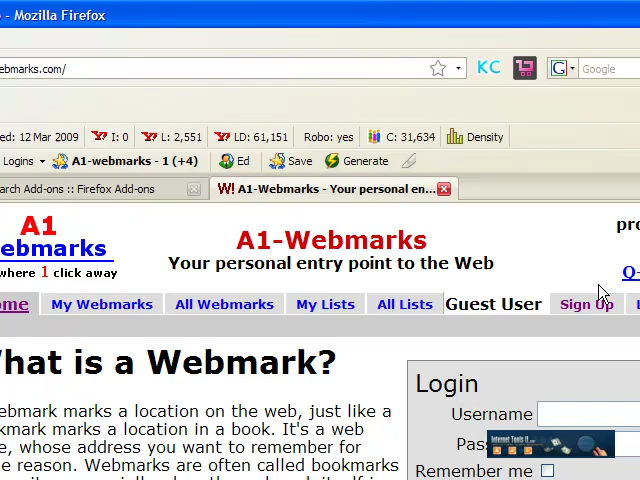 - Mozilla Firefox
ebmarks.com/
KC
G
Google
ed: 12 Mar 2009
I: 0
L: 2,551
LD: 61,151
Robo: yes
C: 31,634
Density
Logins
A1-webmarks - 1 (+4)
Ed
Save
Generate
arch Add-ons :: Firefox Add-ons
W! A1-Webmarks - Your personal en...
A1
ebmarks
where 1 click away
A1-Webmarks
Your personal entry point to the Web
pro
Q-
ome
My Webmarks
All Webmarks
My Lists
All Lists
Guest User
Sign Up
L
hat is a Webmark?
ebmark marks a location on the web, just like a
kmark marks a location in a book. It's a web
e, whose address you want to remember for
e reason. Webmarks are often called bookmarks
Login
Username
Pass
Internet Tools II
Remember me